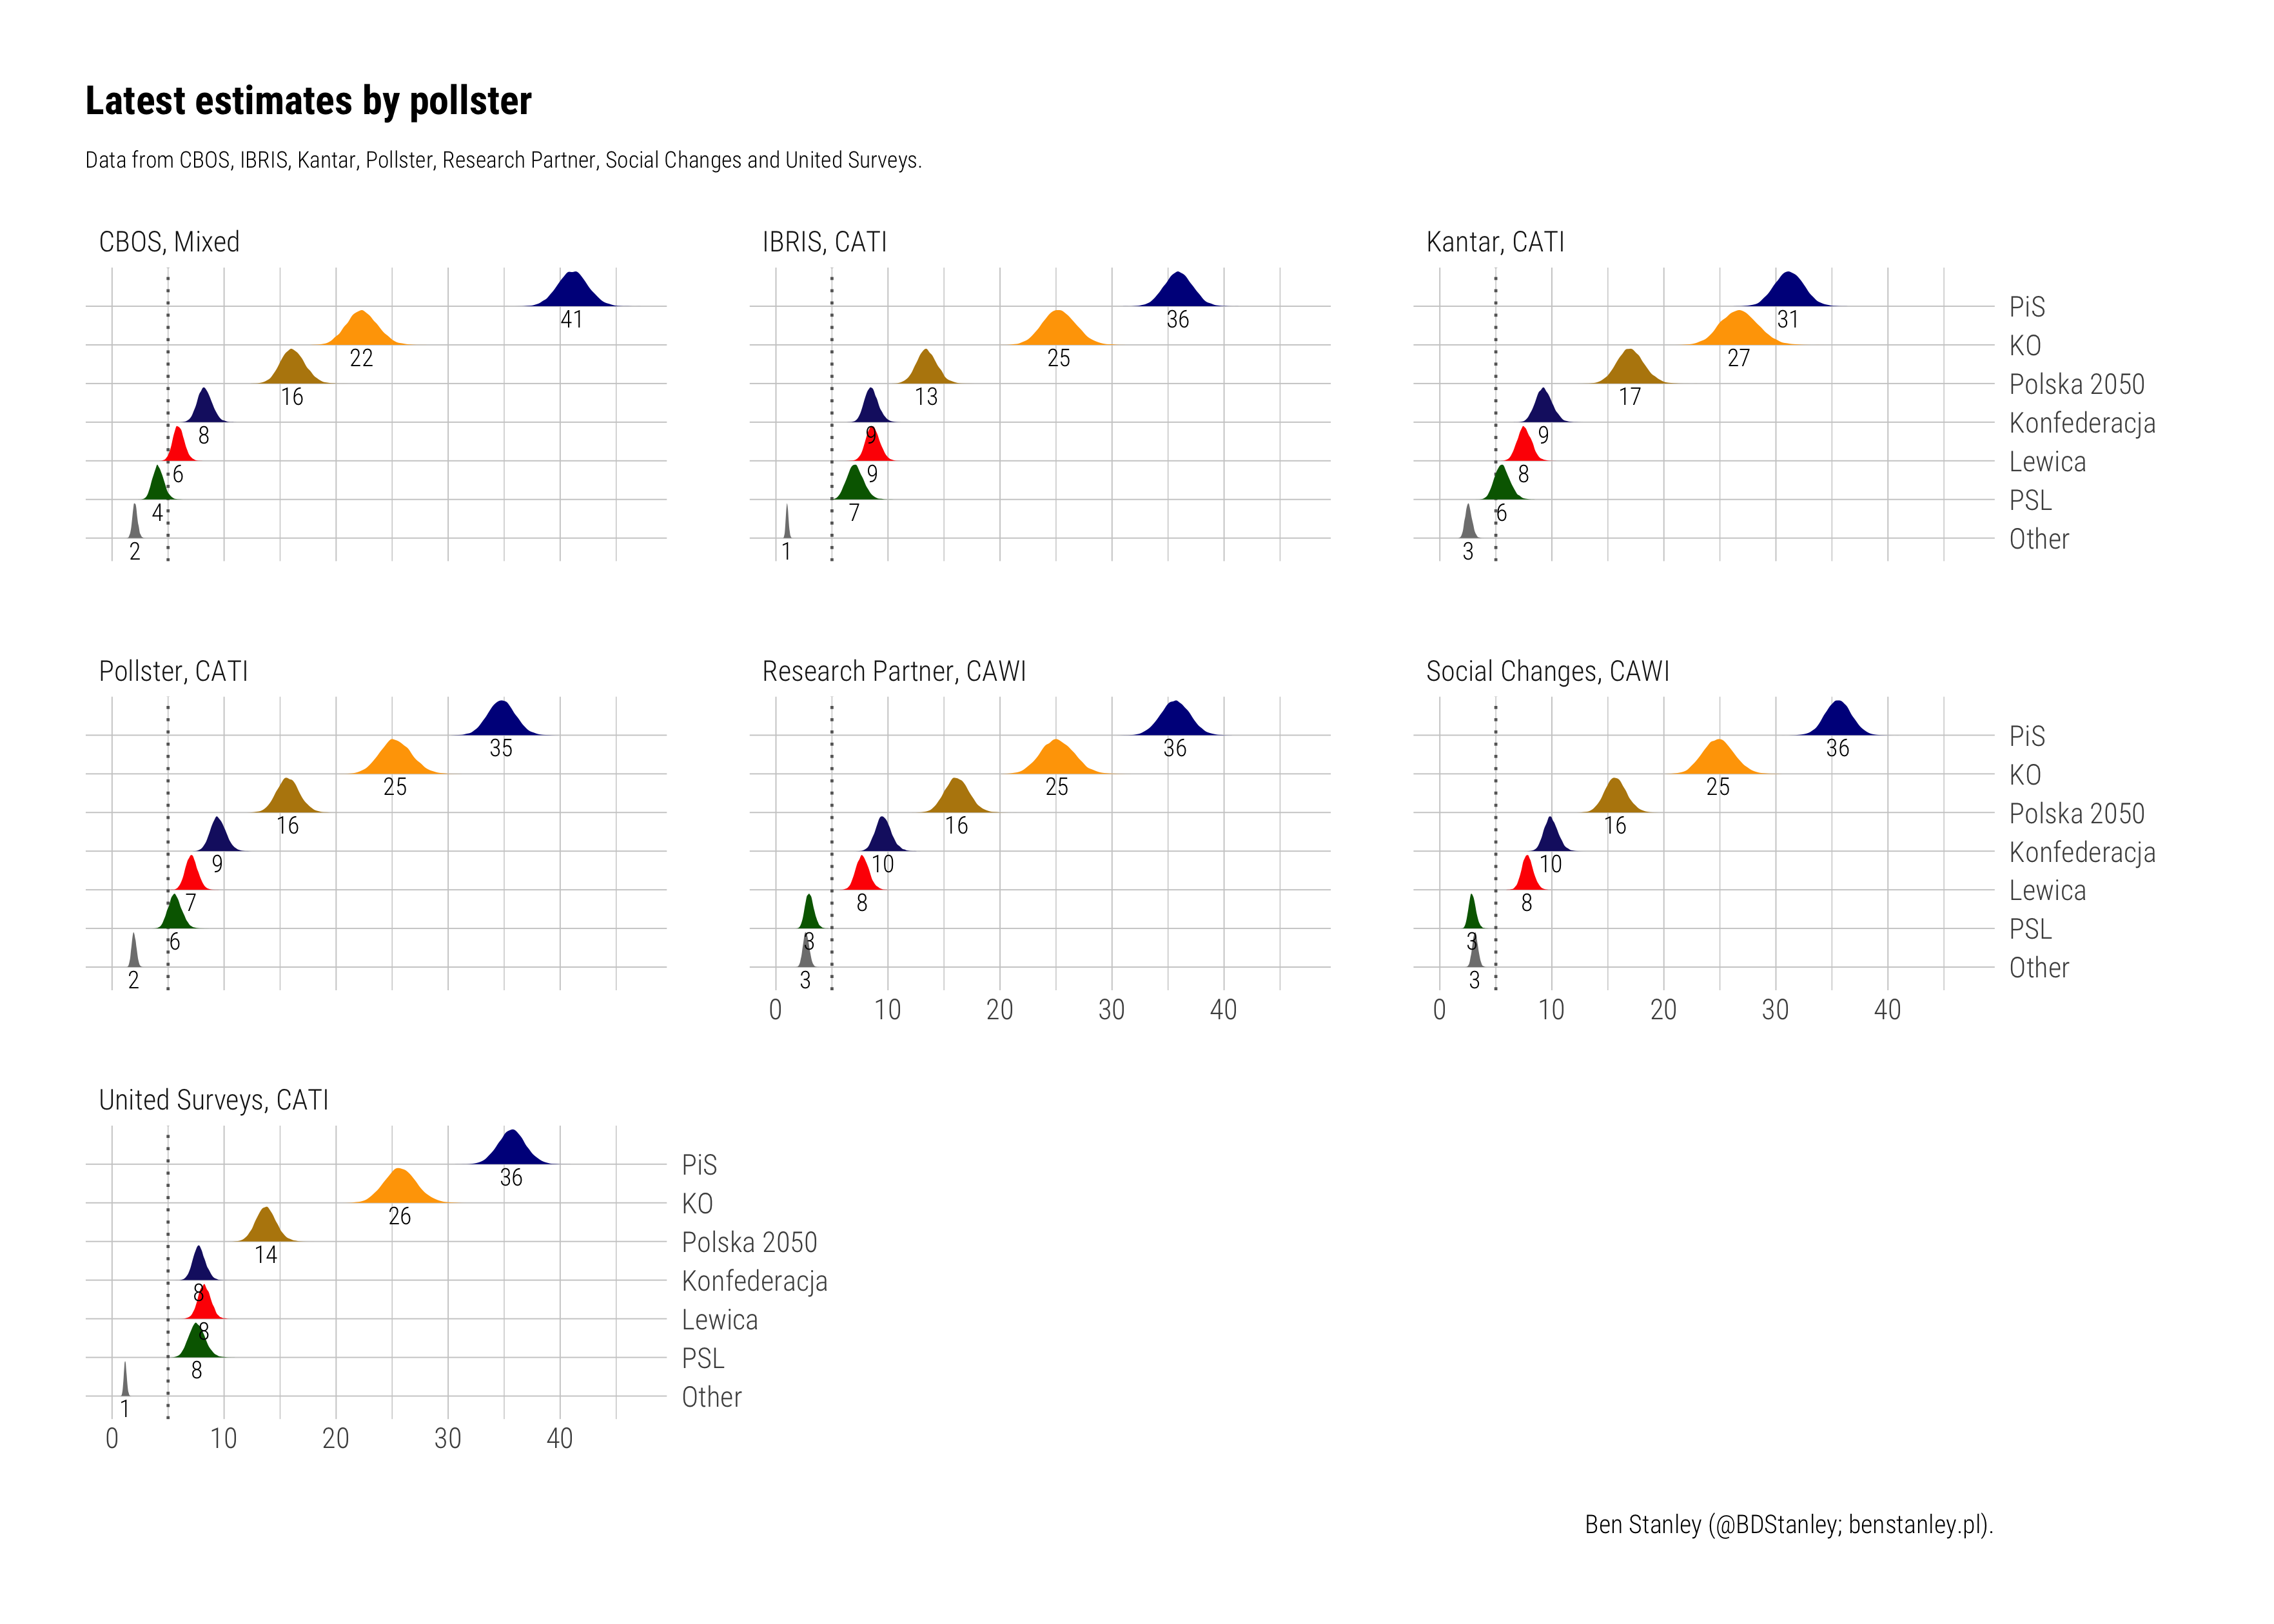 Latest estimates by pollster
Data from CBOS, IBRIS, Kantar, Pollster, Research Partner, Social Changes and United Surveys.
CBOS, Mixed
41
22
16
8
6
4
2
IBRIS, CATI
36
25
13
9
9
7
1
Kantar, CATI
31
27
17
9
8
6
3
PiS
KO
Polska 2050
Konfederacja
Lewica
PSL
Other
Pollster, CATI
35
25
16
9
7
6
2
Research Partner, CAWI
36
25
16
10
8
3
3
0 10 20 30 40
Social Changes, CAWI
36
25
16
10
8
3
3
PiS
KO
Polska 2050
Konfederacja
Lewica
PSL
Other
0 10 20 30 40
United Surveys, CATI
36
26
14
8
8
8
1
PiS
KO
Polska 2050
Konfederacja
Lewica
PSL
Other
0 10 20 30 40
Ben Stanley (@BDStanley; benstanley.pl).